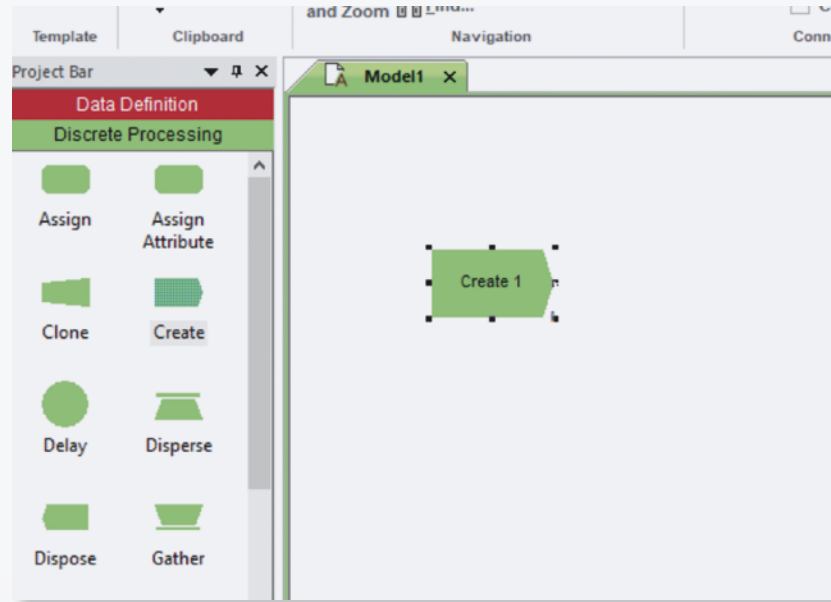 and Zoom
Template
Clipboard
Navigation
Project Bar
Model1
Data Definition
Discrete Processing
Assign
Assign
Attribute
Create 1
Clone
Create
Delay
Disperse
Dispose
Gather